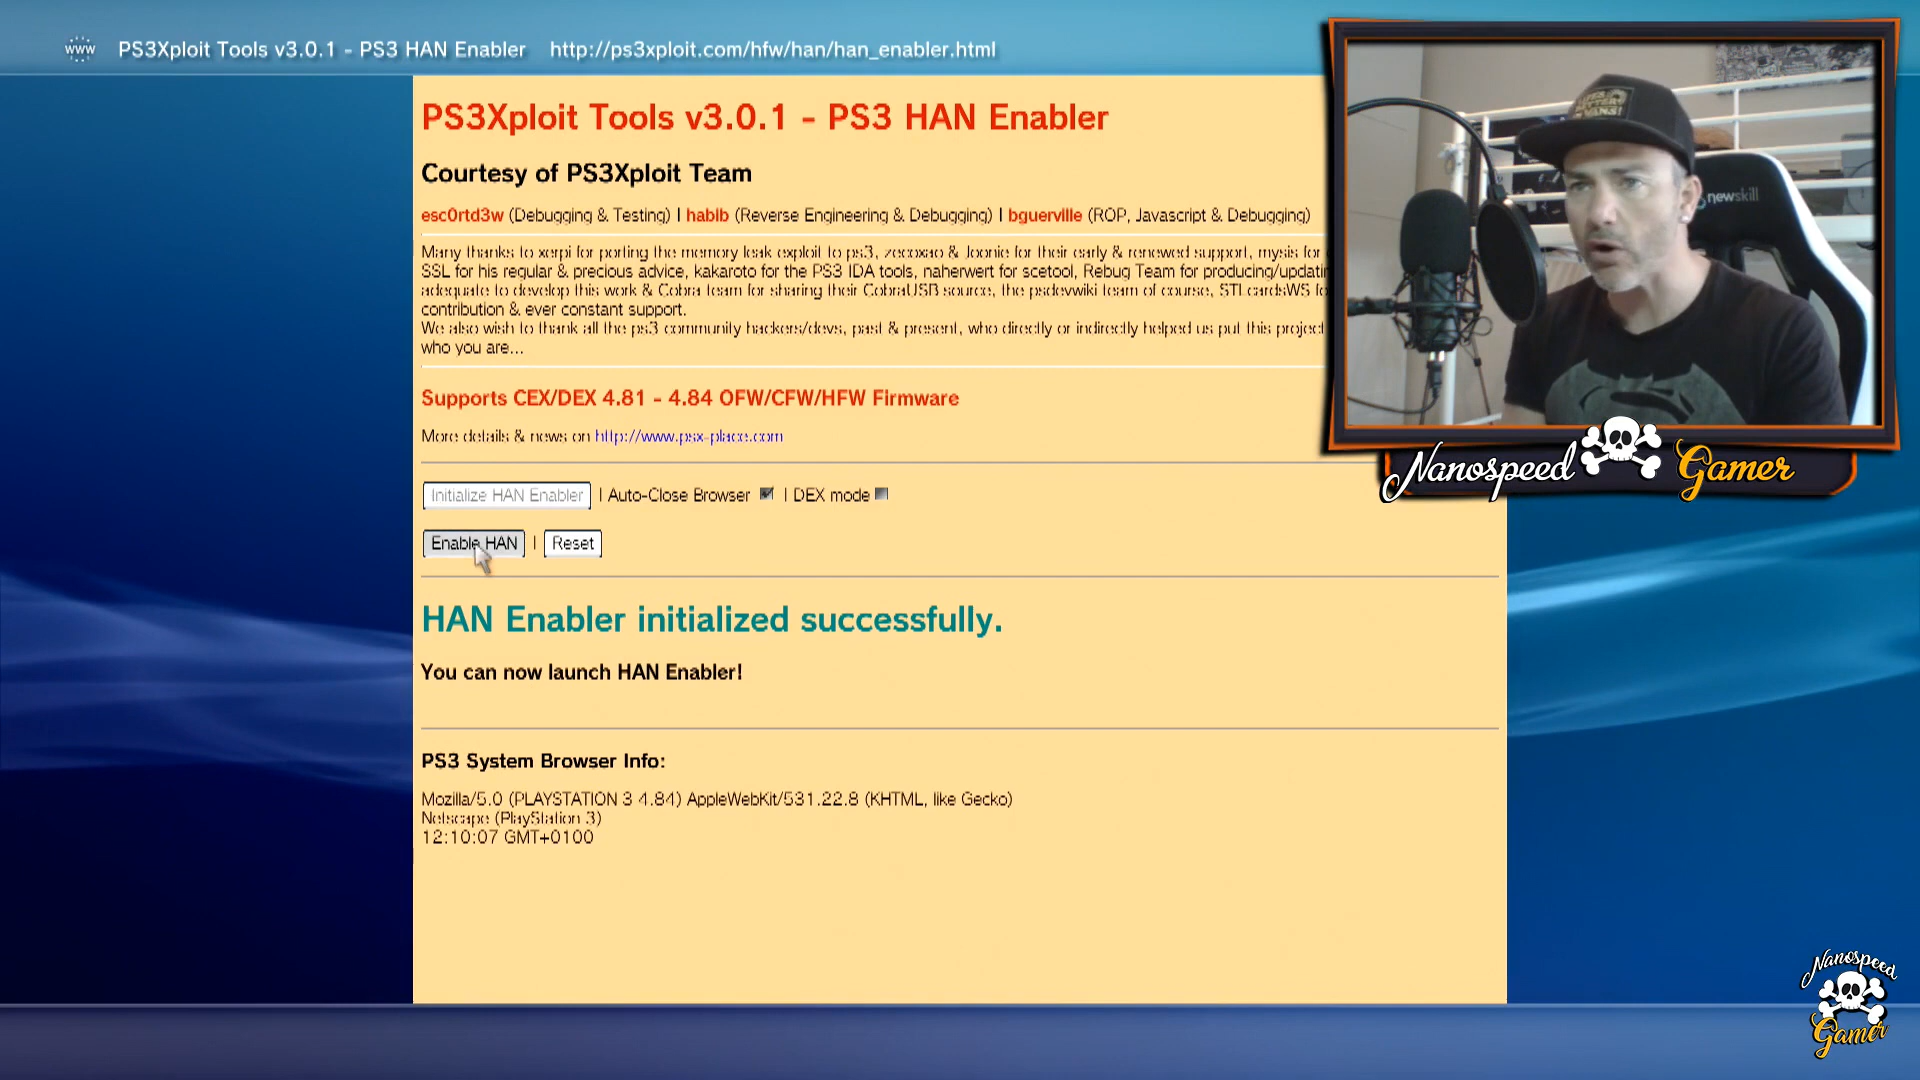 www PS3Xploit Tools v3.0.1 - PS3 HAN Enabler http://ps3xploit.com/hfw/han/han_enabler.html
PS3Xploit Tools v3.0.1 - PS3 HAN Enabler
Courtesy of PS3Xploit Team
esc0rtd3w (Debugging & Testing) | habib (Reverse Engineering & Debugging) | bguerville (ROP, Javascript & Debugging)
Many thanks to xerpi for porting the memory leak exploit to ps3, zecoxao & Joonie for their early & renewed support, mysis for
SSL for his regular & precious advice, kakaroto for the PS3 IDA tools, naherwert for scetool, Rebug Team for
adequate to develop this work & Cobra team for sharing their CobraUSB source, the psdevwiki team of course, STLcardsWS
contribution & ever constant support.
We also wish to thank all the ps3 community hackers/devs, past & present, who directly or indirectly helped us put this project
who you are...
Supports CEX/DEX 4.81 - 4.84 OFW/CFW/HFW Firmware
More details & news on http://www.psx-place.com
Initialize HAN Enabler | Auto-Close Browser | DEX mode
Enable HAN | Reset
HAN Enabler initialized successfully.
You can now launch HAN Enabler!
PS3 System Browser Info:
Mozilla/5.0 (PLAYSTATION 3 4.84) AppleWebKit/531.22.8 (KHTML, like Gecko)
Netscape (PlayStation 3)
12:10:07 GMT+0100
newskill
Nanospeed Gamer
Nanospeed
Gamer